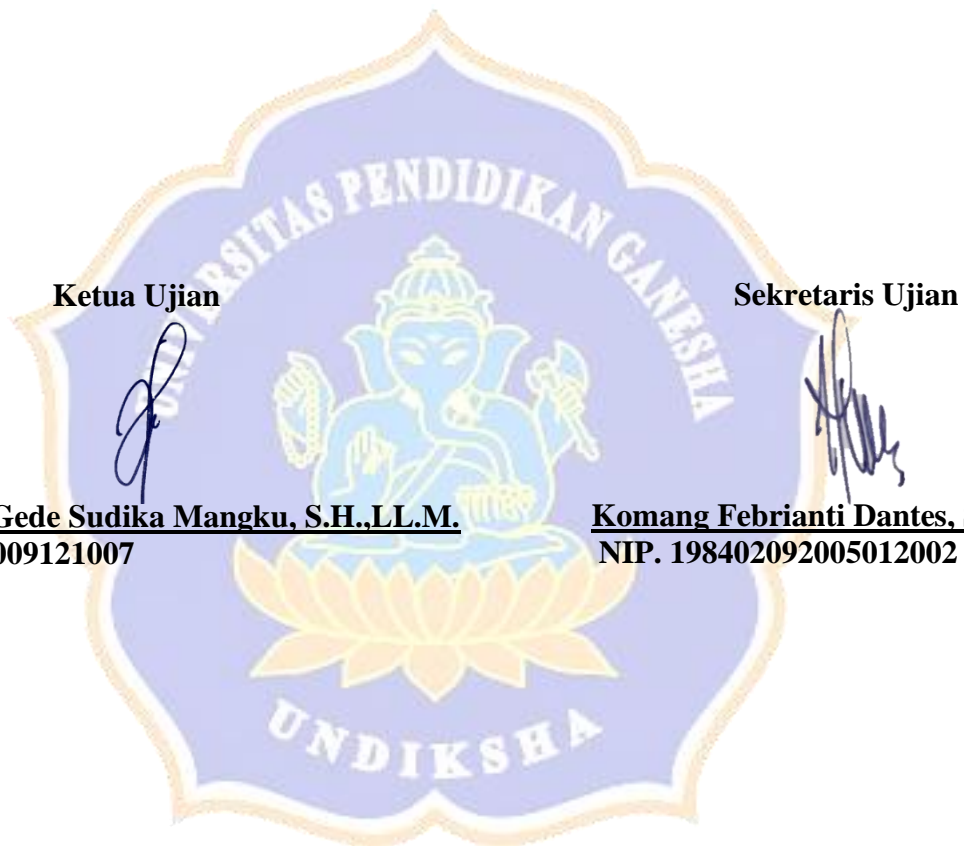 UNIVERSITAS PENDIDIKAN GANESHA
Ketua Ujian
Sekretaris Ujian
Gede Sudika Mangku, S.H.,LL.M.
009121007
Komang Febrianti Dantes,
NIP. 198402092005012002
UNDIKSHA